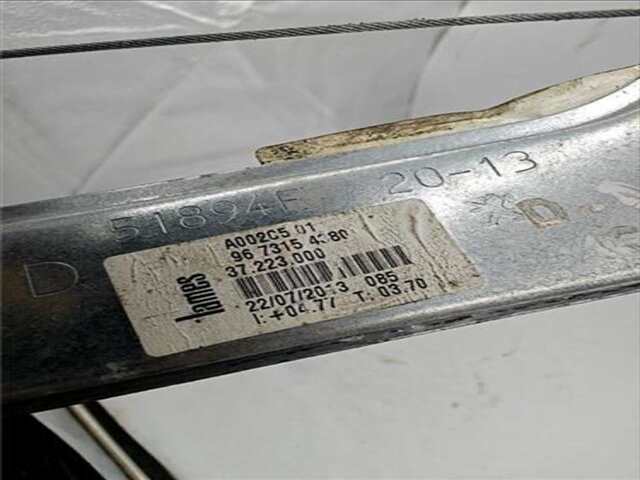 D 51894F 20-13 D
A002C5 01
96 7315 4380
37.223.000
James
22/07/2013 085
I:+04.77 T:03.70